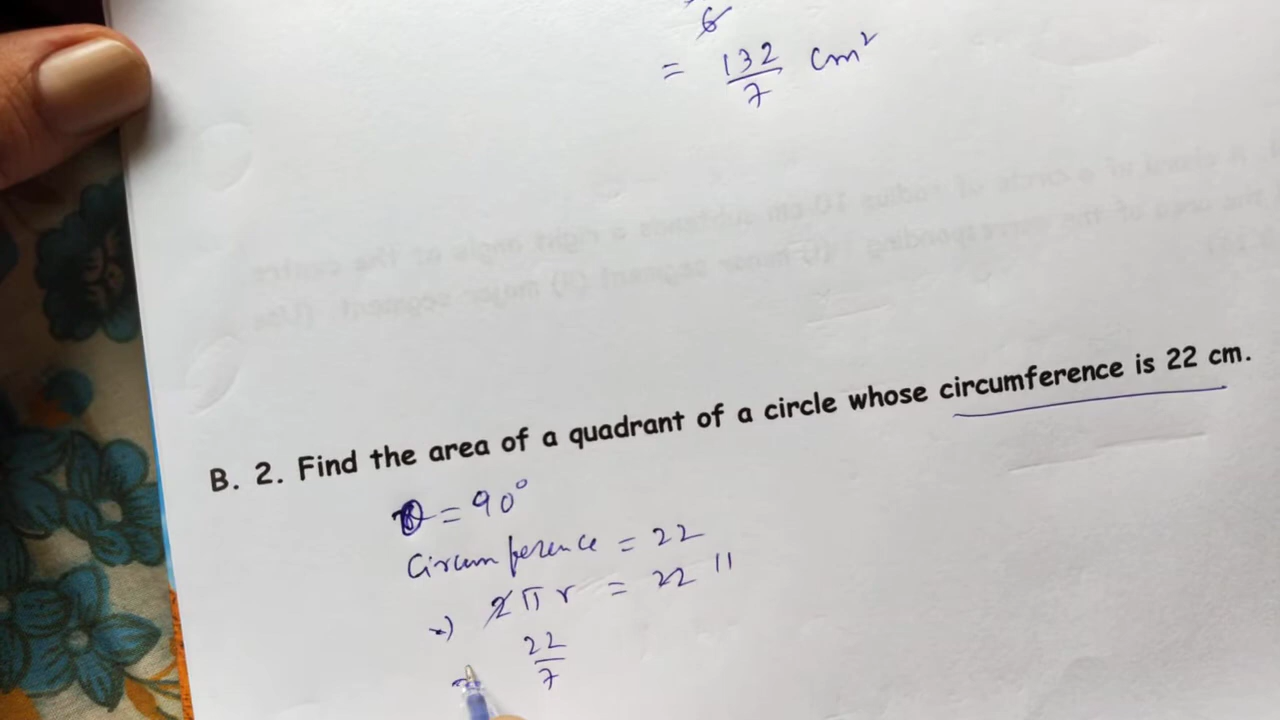 6
= 132/7 cm²
B. 2. Find the area of a quadrant of a circle whose circumference is 22 cm.
θ = 90°
Circumference = 22
⇒ 2πr = 22 11
22/7